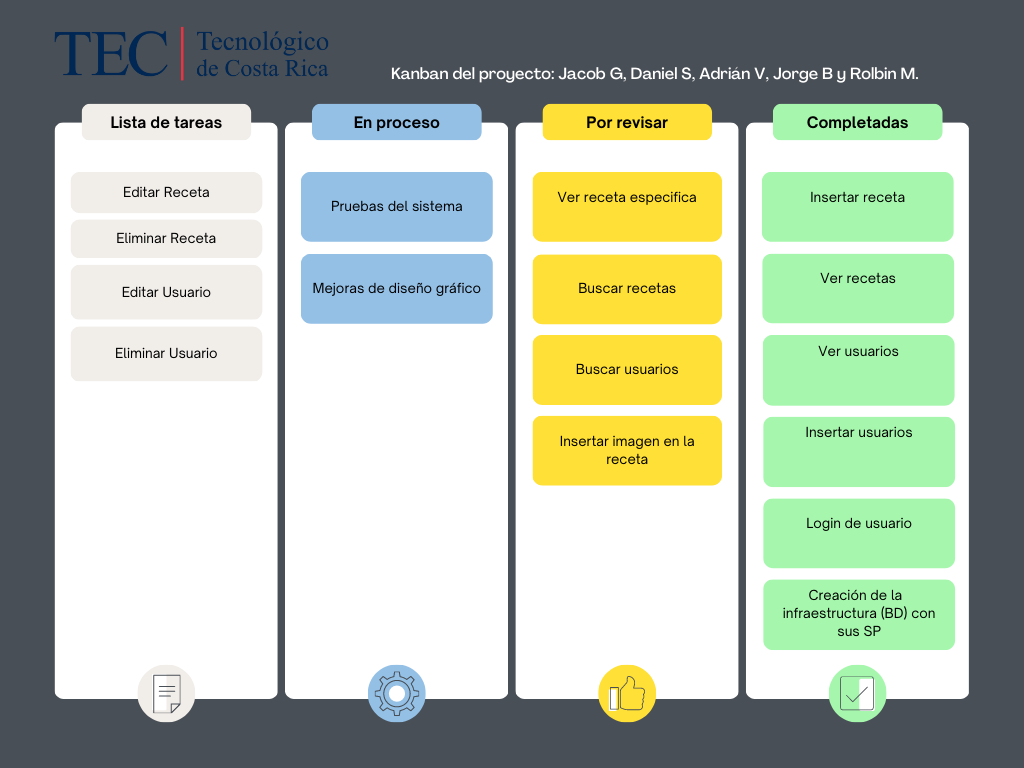 TEC
Tecnológico
de Costa Rica
Kanban del proyecto: Jacob G, Daniel S, Adrián V, Jorge B y Rolbin M.
Lista de tareas
Editar Receta
Eliminar Receta
Editar Usuario
Eliminar Usuario
En proceso
Pruebas del sistema
Mejoras de diseño gráfico
Por revisar
Ver receta especifica
Buscar recetas
Buscar usuarios
Insertar imagen en la
receta
Completadas
Insertar receta
Ver recetas
Ver usuarios
Insertar usuarios
Login de usuario
Creación de la
infraestructura (BD) con
sus SP